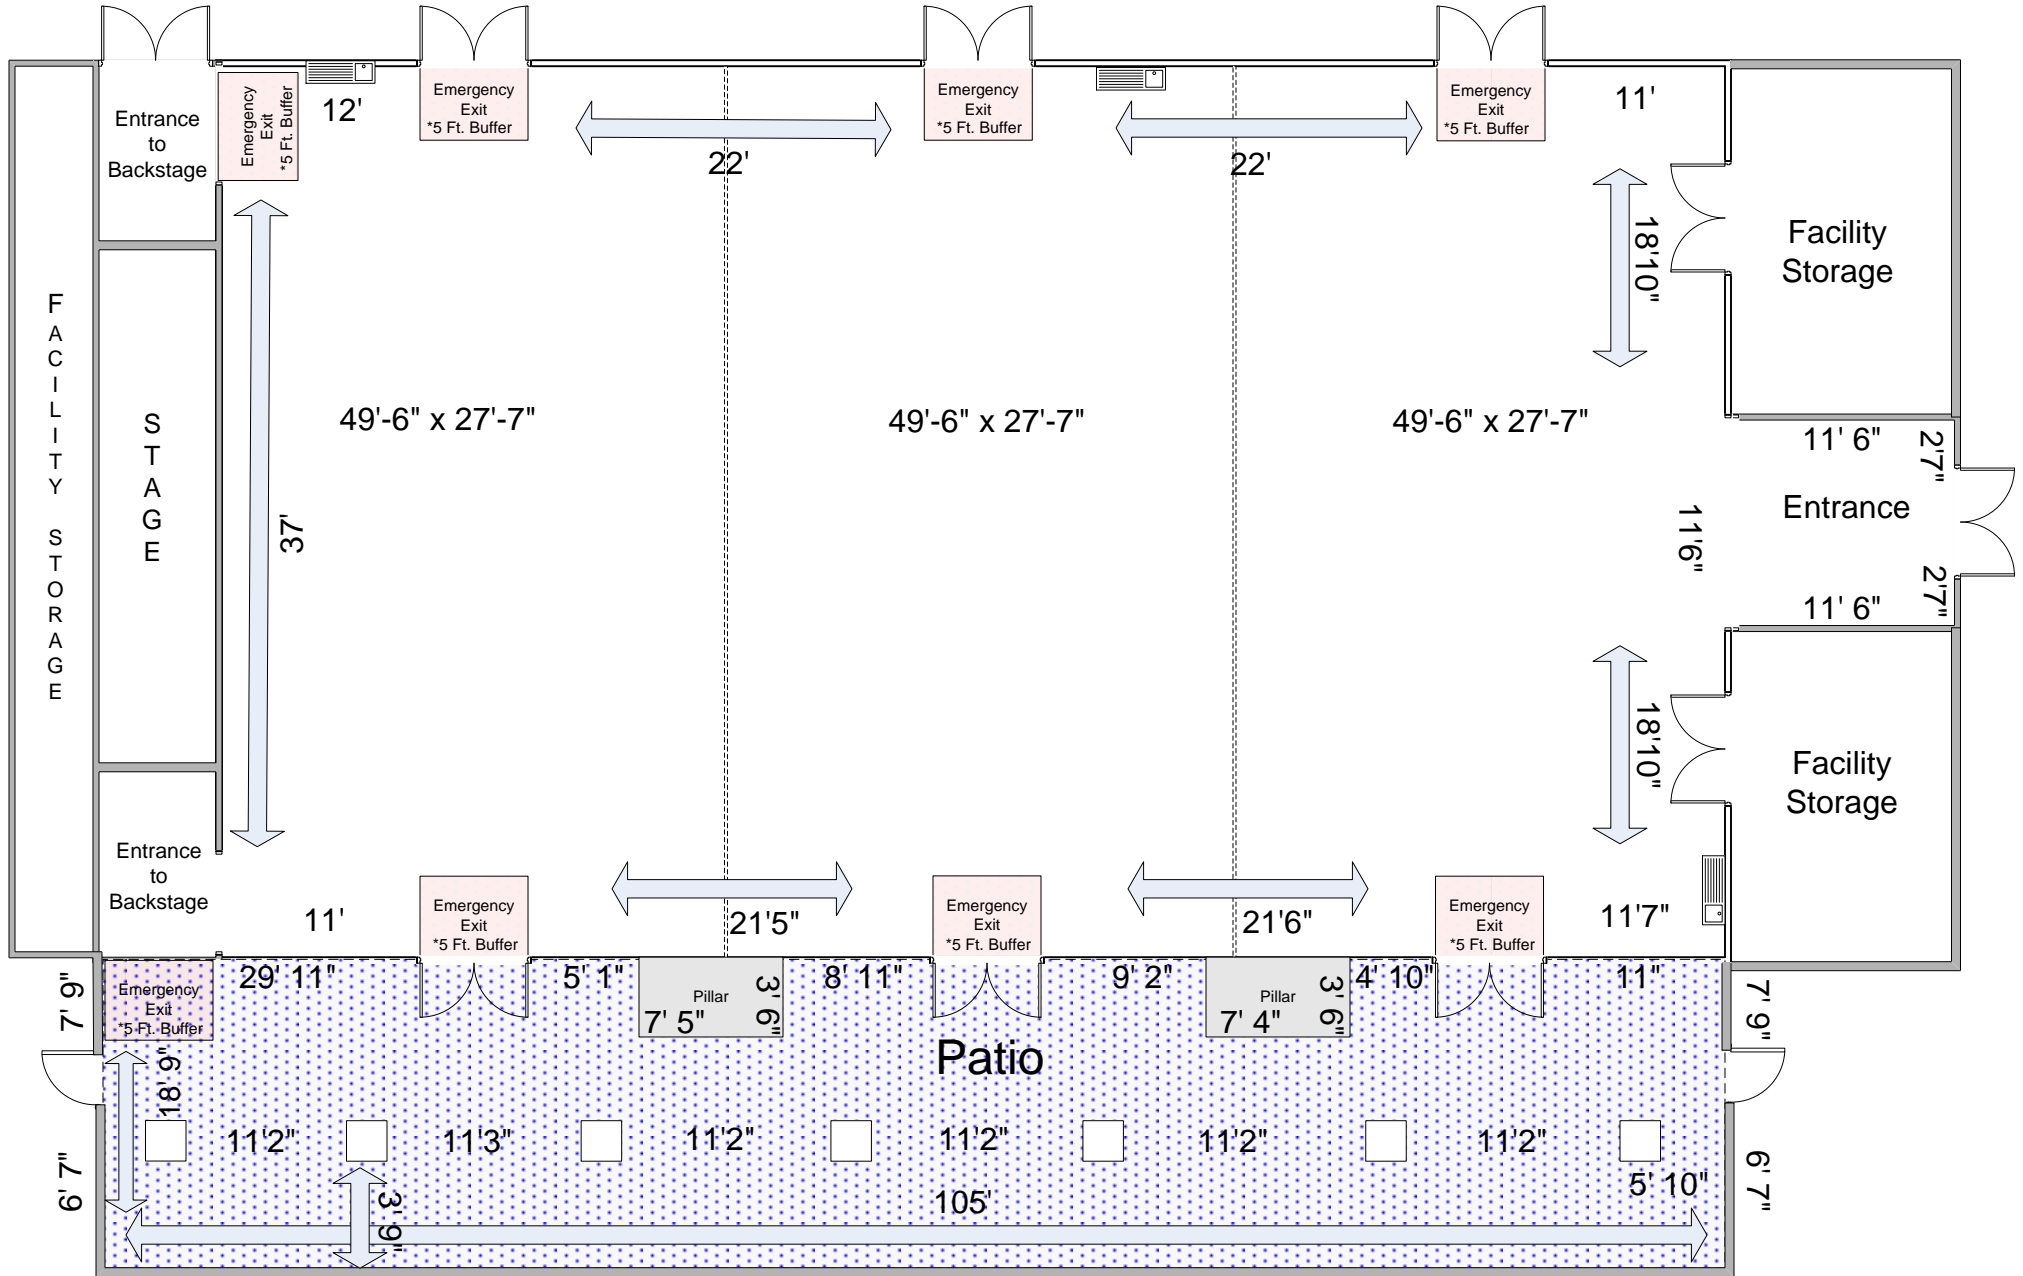 Entrance
to
Backstage
Emergency
Exit
*5 Ft. Buffer
12'
Emergency
Exit
*5 Ft. Buffer
22'
Emergency
Exit
*5 Ft. Buffer
22'
Emergency
Exit
*5 Ft. Buffer
11'
18'10"
Facility
Storage
FACILITY STORAGE
STAGE
37'
49'-6" x 27'-7"
49'-6" x 27'-7"
49'-6" x 27'-7"
11' 6"
2'7"
Entrance
11'6"
11' 6"
2'7"
18'10"
Facility
Storage
Entrance
to
Backstage
11'
Emergency
Exit
*5 Ft. Buffer
21'5"
Emergency
Exit
*5 Ft. Buffer
21'6"
Emergency
Exit
*5 Ft. Buffer
11'7"
7' 9"
Emergency
Exit
*5 Ft. Buffer
29' 11"
5' 1"
Pillar
7' 5"
3' 6"
8' 11"
9' 2"
Pillar
7' 4"
3' 6"
4' 10"
11"
7' 9"
Patio
18' 9"
6' 7"
11'2"
11'3"
11'2"
11'2"
11'2"
11'2"
5' 10"
6' 7"
3' 9"
105'